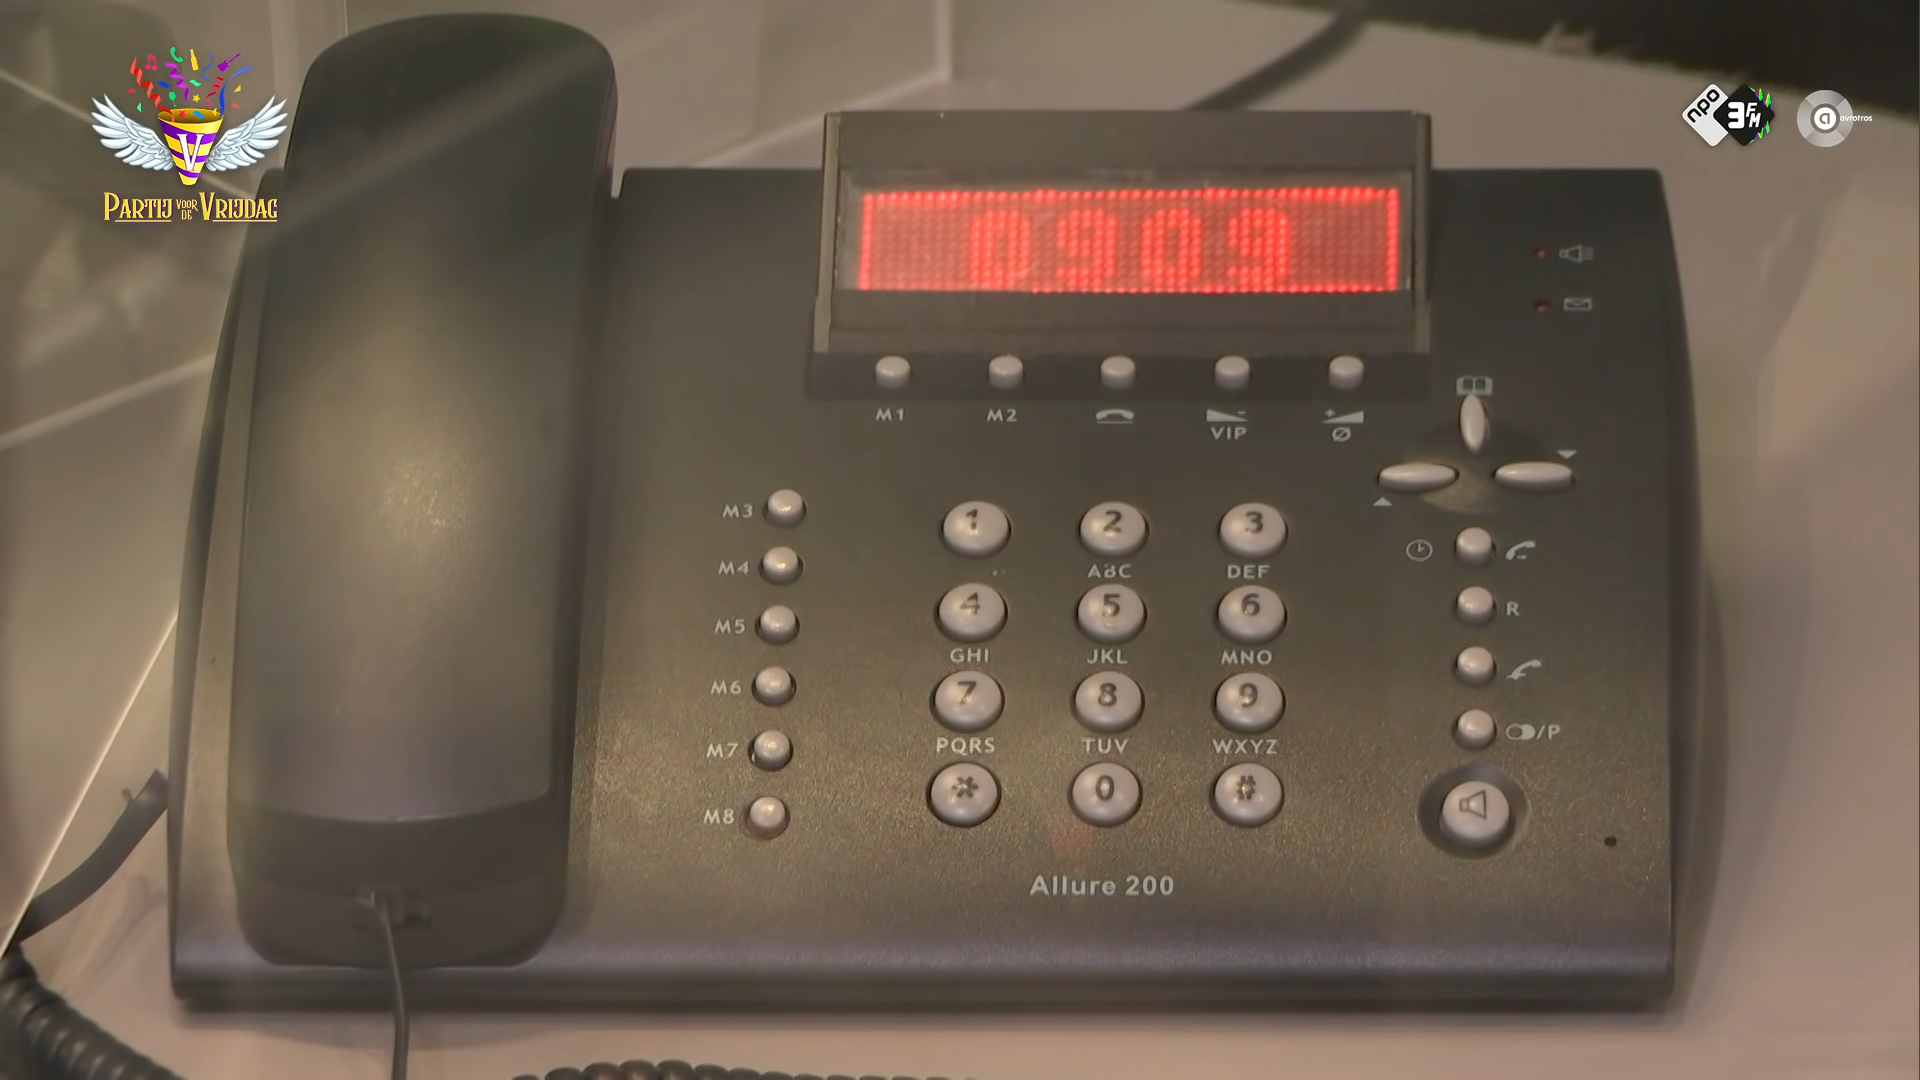 V
PARTIJ VOOR DE VRIJDAG
npo
3FM
a avrotros
0909
M1
M2
VIP
Ø
M3
1
2
3
ABC
DEF
M4
4
5
6
R
M5
GHI
JKL
MNO
M6
7
8
9
M7
PQRS
TUV
WXYZ
/P
M8
*
0
#
Allure 200